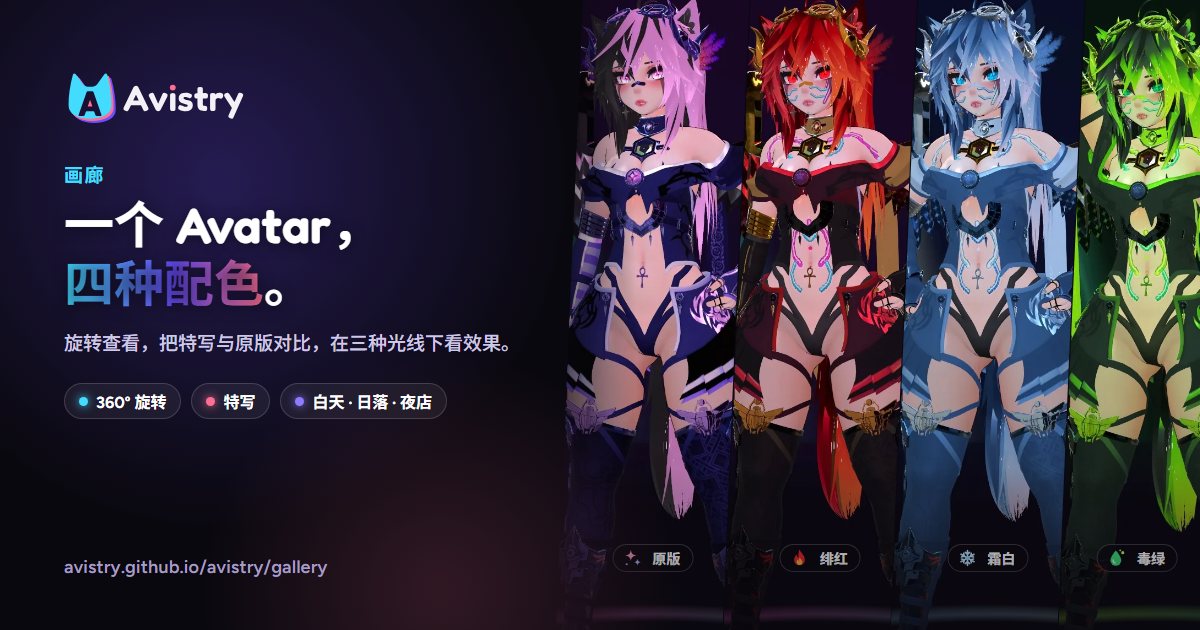 Avistry
画廊
一个 Avatar，
四种配色。
旋转查看，把特写与原版对比，在三种光线下看效果。
360° 旋转
特写
白天 · 日落 · 夜店
avistry.github.io/avistry/gallery
原版
绯红
霜白
毒绿